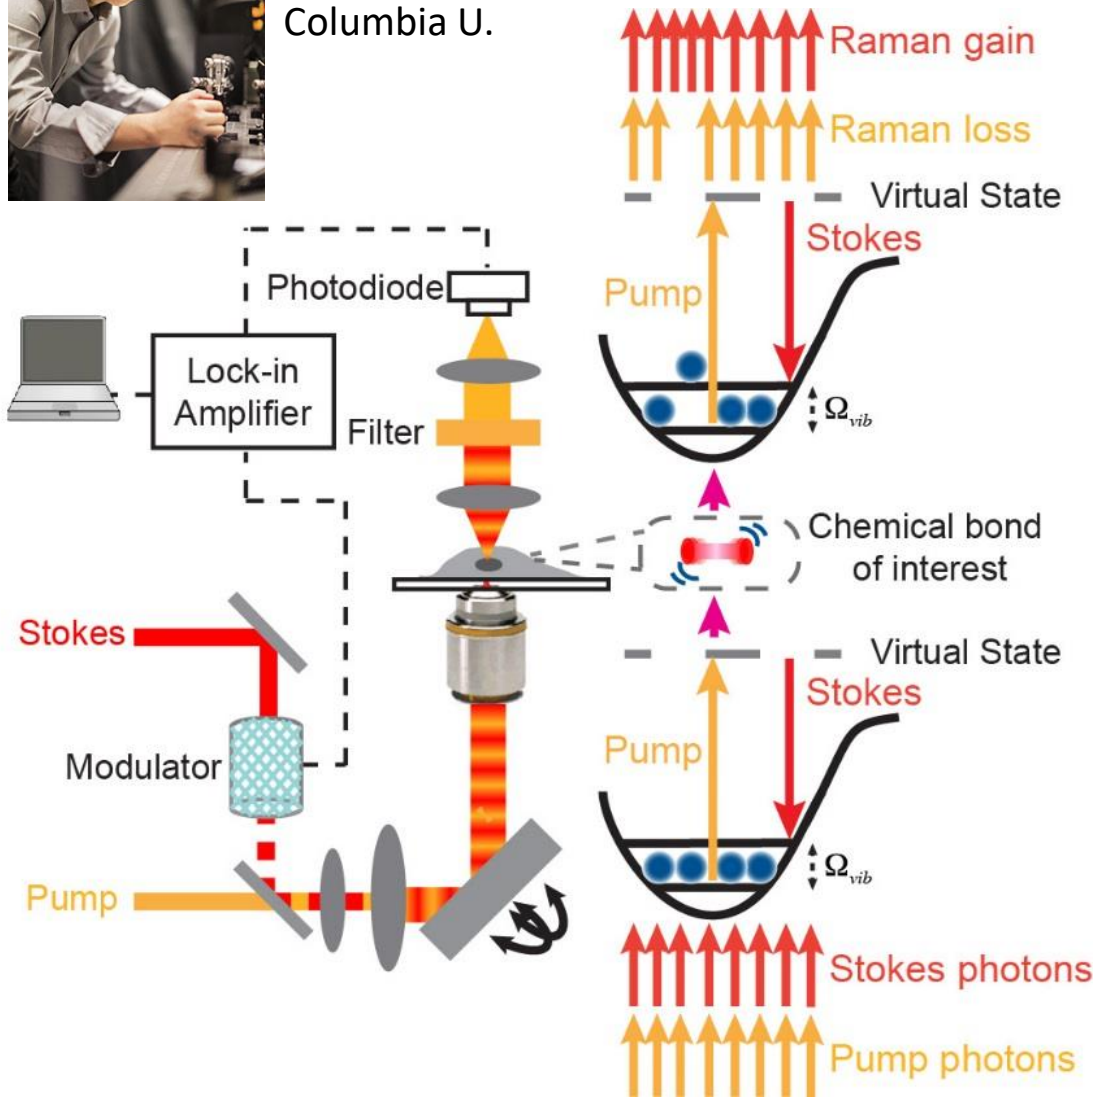 Columbia U.
Raman gain
Raman loss
Virtual State
Stokes
Pump
Photodiode
Lock-in
Amplifier
Filter
Ωvib
Chemical bond
of interest
Stokes
Virtual State
Stokes
Pump
Modulator
Ωvib
Pump
Stokes photons
Pump photons